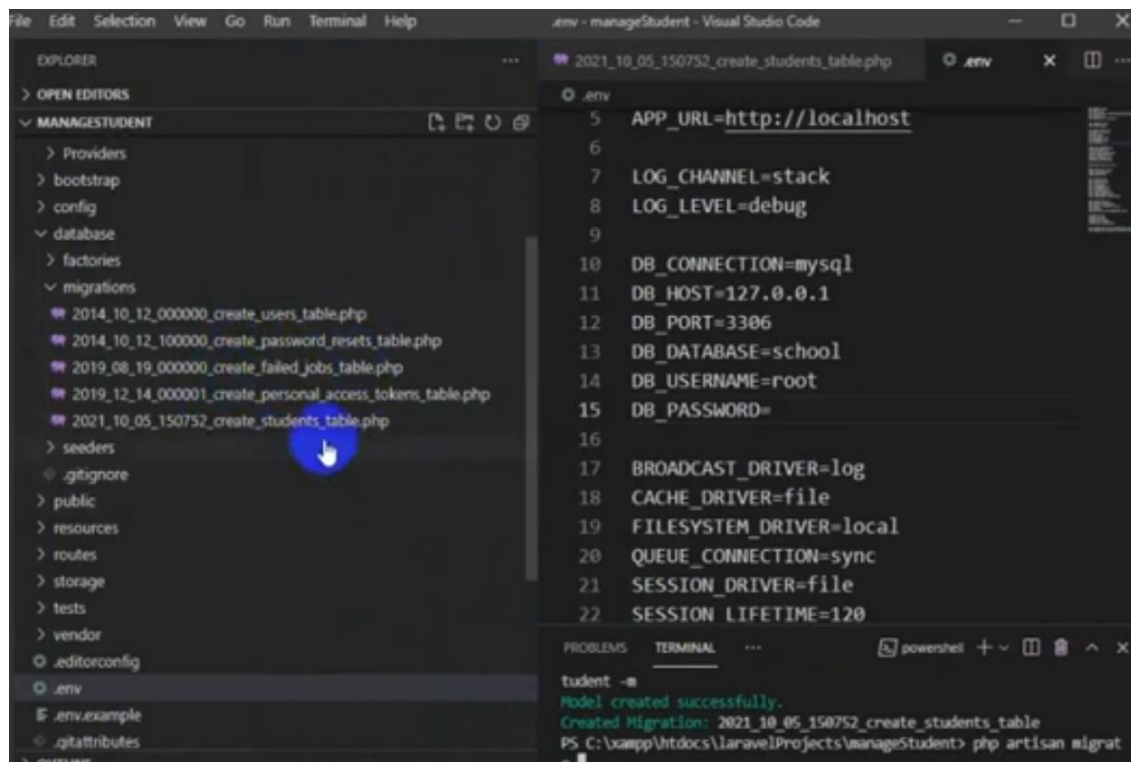 File Edit Selection View Go Run Terminal Help
.env - manageStudent - Visual Studio Code
EXPLORER
OPEN EDITORS
MANAGESTUDENT
Providers
bootstrap
config
database
factories
migrations
2014_10_12_000000_create_users_table.php
2014_10_12_100000_create_password_resets_table.php
2019_08_19_000000_create_failed_jobs_table.php
2019_12_14_000001_create_personal_access_tokens_table.php
2021_10_05_150752_create_students_table.php
seeders
.gitignore
public
resources
routes
storage
tests
vendor
.editorconfig
.env
.env.example
.gitattributes
OUTLINE
2021_10_05_150752_create_students_table.php .env
.env
5 APP_URL=http://localhost
6
7 LOG_CHANNEL=stack
8 LOG_LEVEL=debug
9
10 DB_CONNECTION=mysql
11 DB_HOST=127.0.0.1
12 DB_PORT=3306
13 DB_DATABASE=school
14 DB_USERNAME=root
15 DB_PASSWORD=
16
17 BROADCAST_DRIVER=log
18 CACHE_DRIVER=file
19 FILESYSTEM_DRIVER=local
20 QUEUE_CONNECTION=sync
21 SESSION_DRIVER=file
22 SESSION_LIFETIME=120
PROBLEMS TERMINAL ... powershell
tudent -m
Model created successfully.
Created Migration: 2021_10_05_150752_create_students_table
PS C:\xampp\htdocs\laravelProjects\manageStudent> php artisan migrat
e